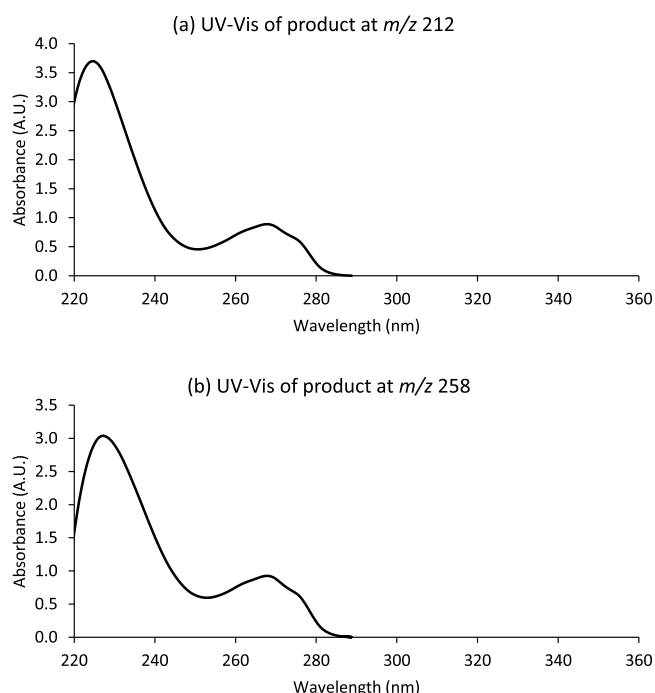 (a) UV-Vis of product at m/z 212
4.0
3.5
3.0
2.5
2.0
1.5
1.0
0.5
0.0
Absorbance (A.U.)
220 240 260 280 300 320 340 360
Wavelength (nm)
(b) UV-Vis of product at m/z 258
3.5
3.0
2.5
2.0
1.5
1.0
0.5
0.0
Absorbance (A.U.)
220 240 260 280 300 320 340 360
Wavelength (nm)